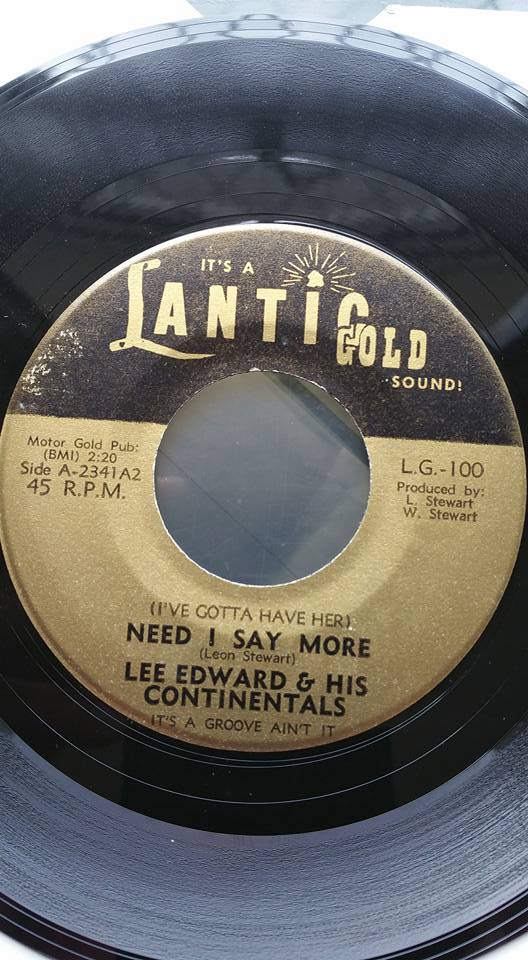 IT'S A
LANTI GOLD
SOUND!
Motor Gold Pub:
(BMI) 2:20
Side A-2341A2
45 R.P.M.
L.G.-100
Produced by:
L. Stewart
W. Stewart
(I'VE GOTTA HAVE HER)
NEED I SAY MORE
(Leon Stewart)
LEE EDWARD & HIS
CONTINENTALS
IT'S A GROOVE AIN'T IT